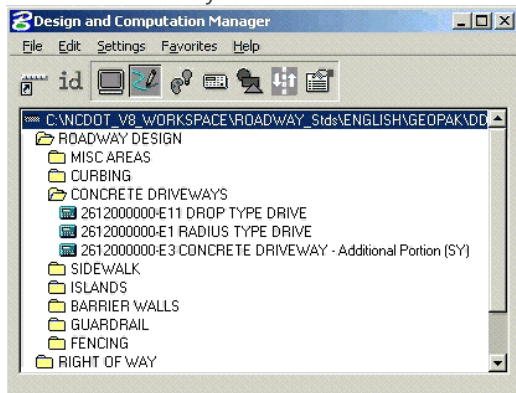 Design and Computation Manager
File Edit Settings Favorites Help
id
C:\NCDOT_V8_WORKSPACE\ROADWAY_Stds\ENGLISH\GEOPAK\DD
ROADWAY DESIGN
MISC AREAS
CURBING
CONCRETE DRIVEWAYS
2612000000-E11 DROP TYPE DRIVE
2612000000-E1 RADIUS TYPE DRIVE
2612000000-E3 CONCRETE DRIVEWAY - Additional Portion (SY)
SIDEWALK
ISLANDS
BARRIER WALLS
GUARDRAIL
FENCING
RIGHT OF WAY